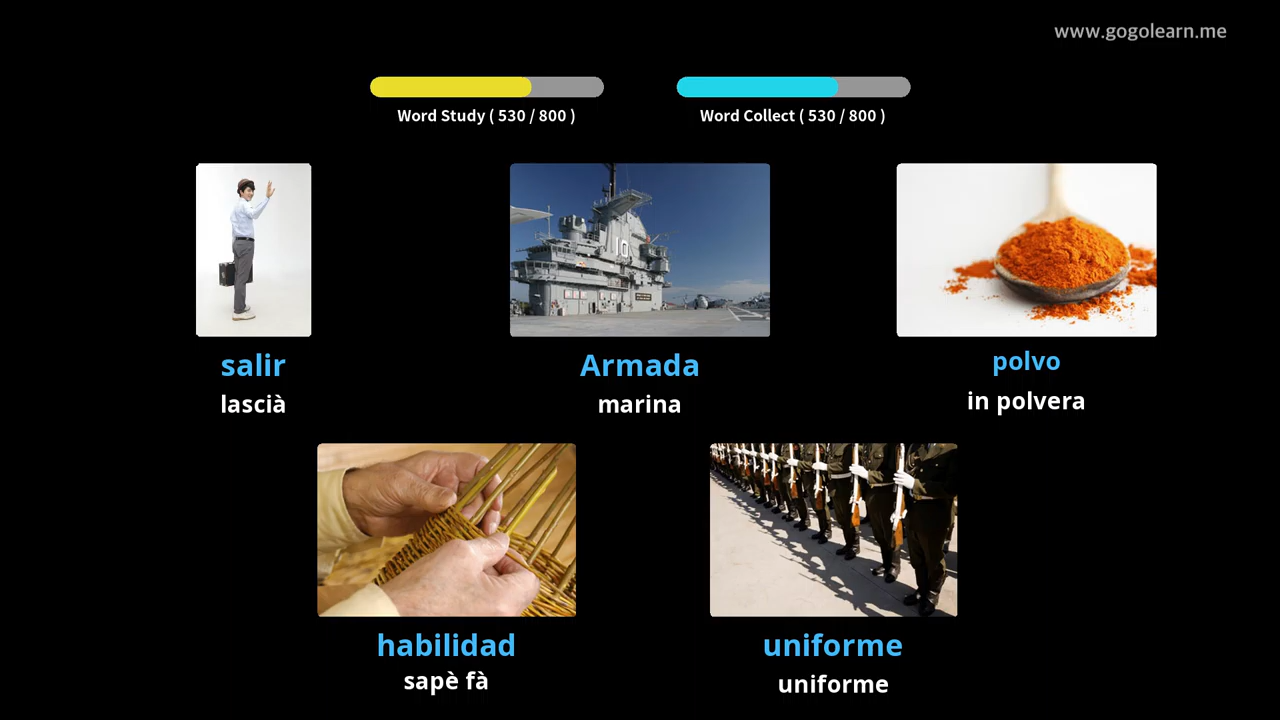 www.gogolearn.me
Word Study ( 530 / 800 )
Word Collect ( 530 / 800 )
10
salir
lascià
Armada
marina
polvo
in polvera
habilidad
sapè fà
uniforme
uniforme